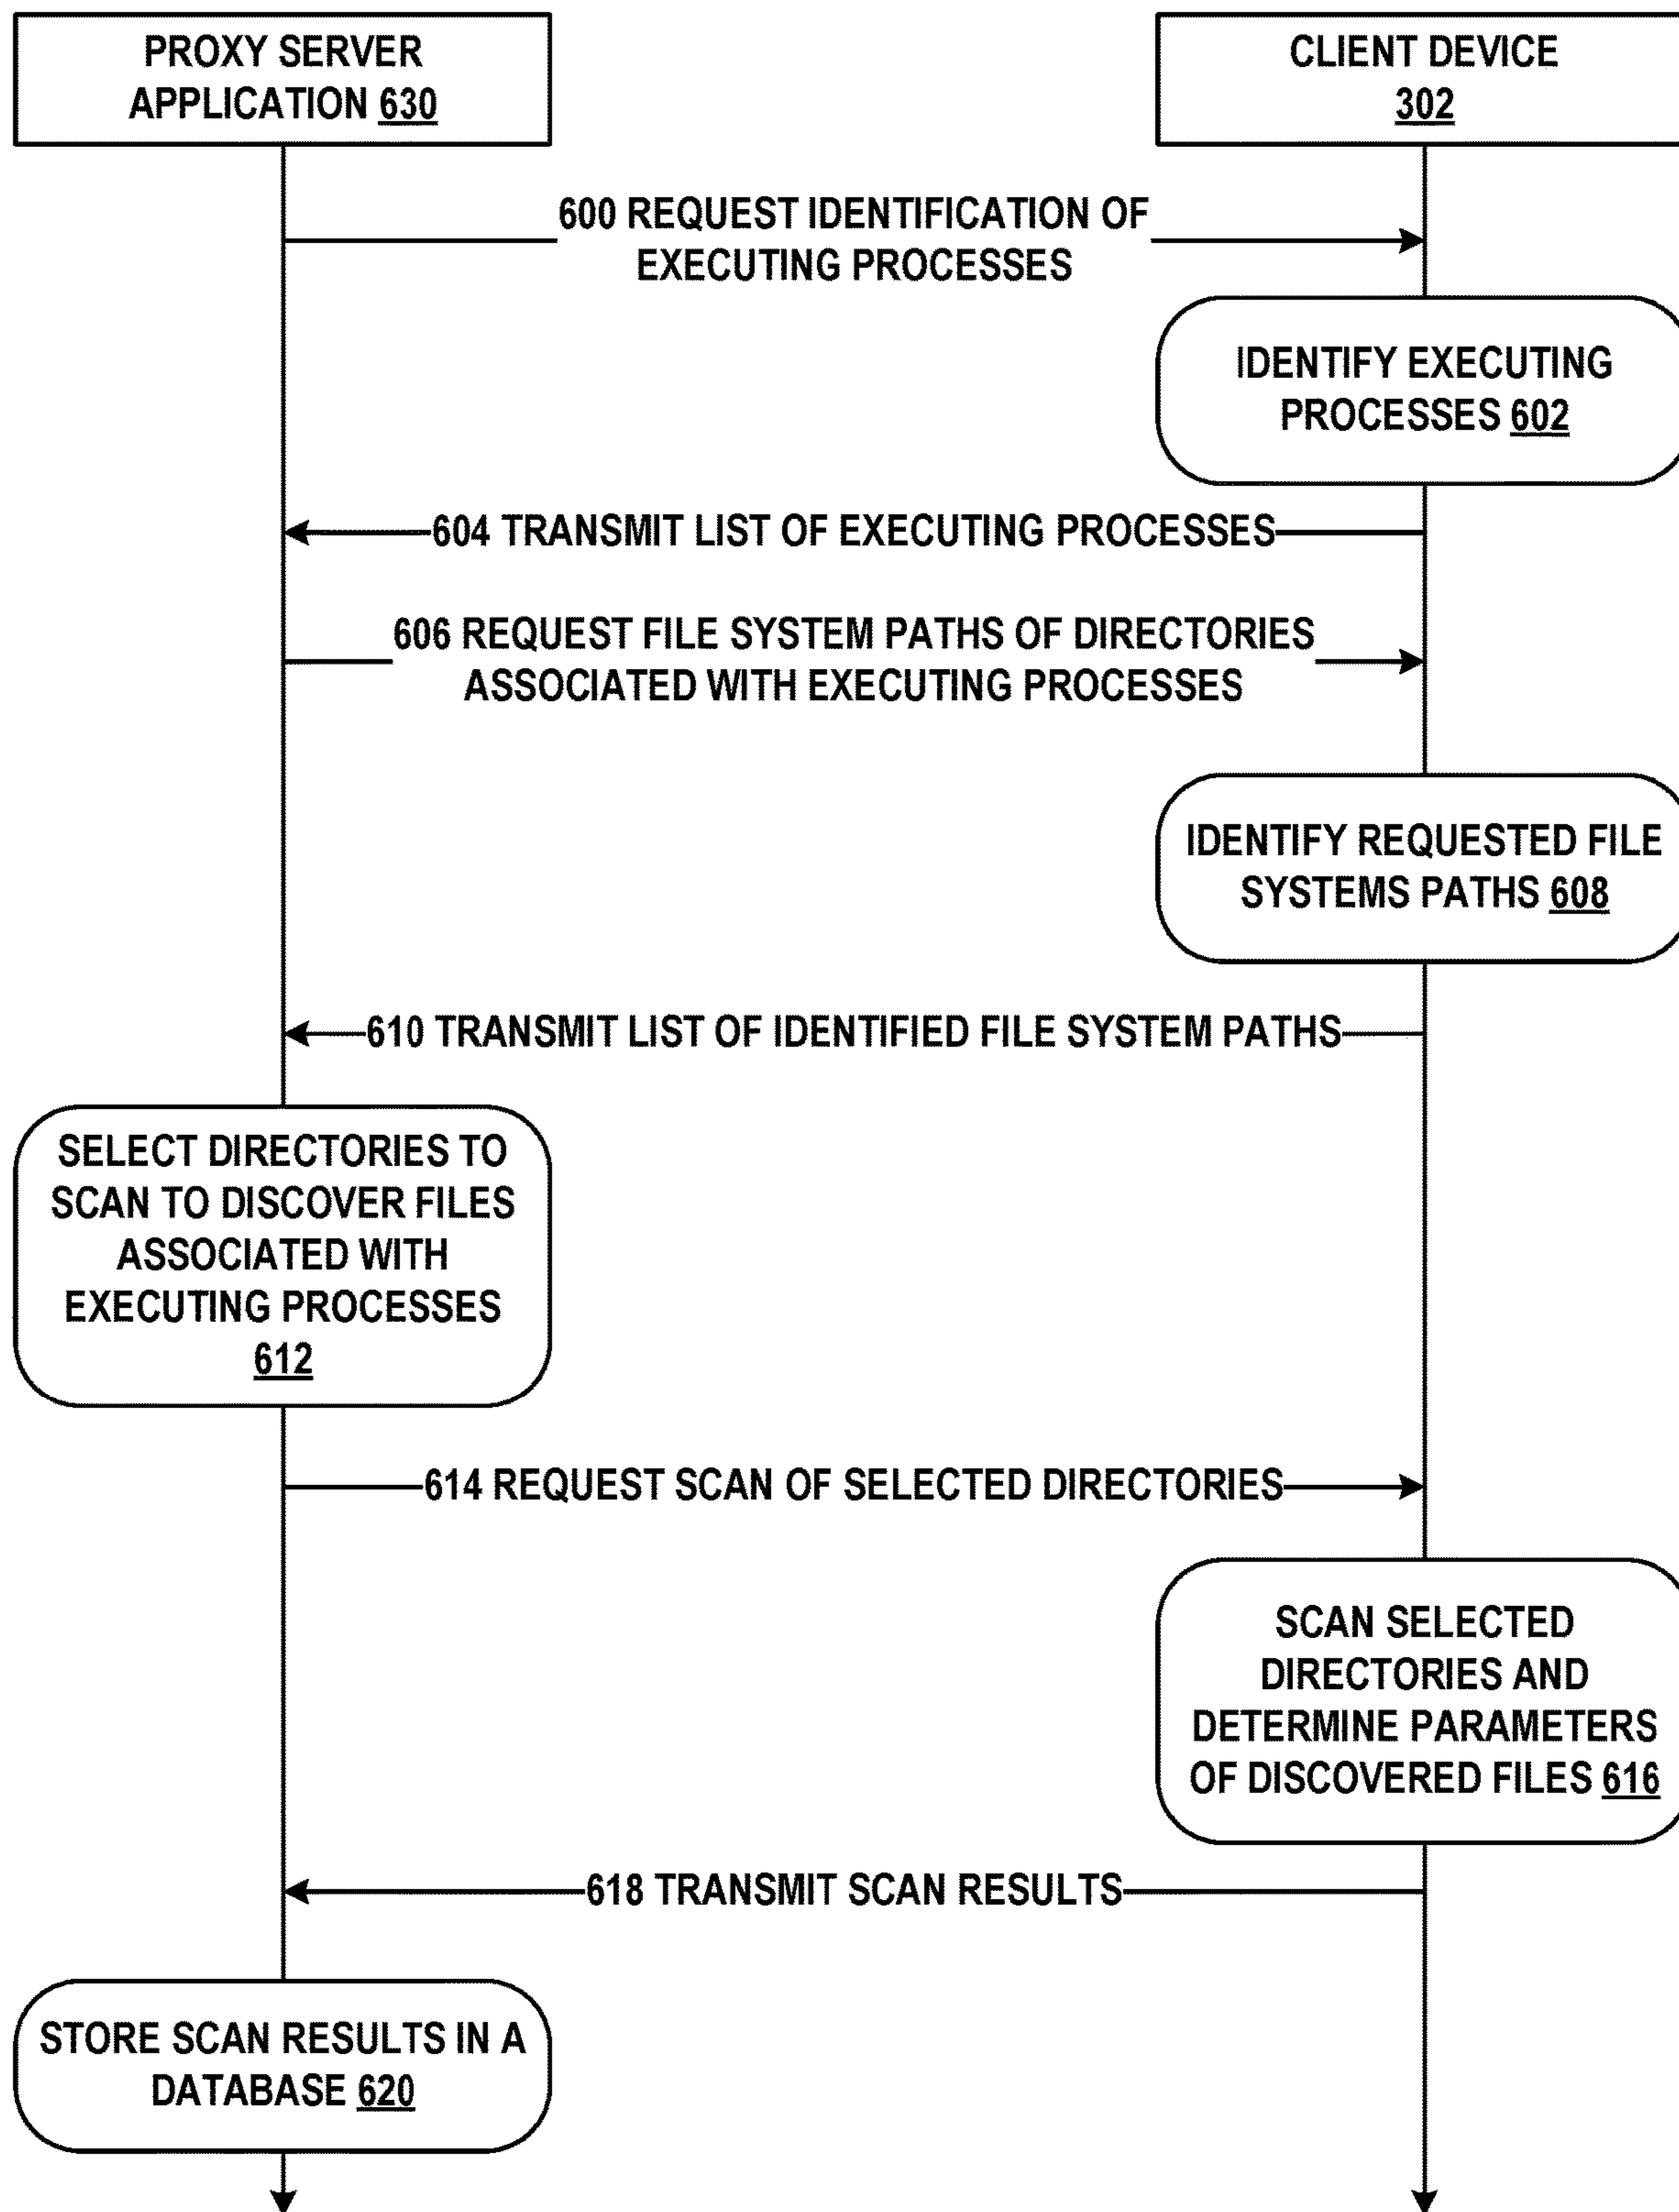 PROXY SERVER
APPLICATION 630
CLIENT DEVICE
302
600 REQUEST IDENTIFICATION OF
EXECUTING PROCESSES
IDENTIFY EXECUTING
PROCESSES 602
604 TRANSMIT LIST OF EXECUTING PROCESSES
606 REQUEST FILE SYSTEM PATHS OF DIRECTORIES
ASSOCIATED WITH EXECUTING PROCESSES
IDENTIFY REQUESTED FILE
SYSTEMS PATHS 608
610 TRANSMIT LIST OF IDENTIFIED FILE SYSTEM PATHS
SELECT DIRECTORIES TO
SCAN TO DISCOVER FILES
ASSOCIATED WITH
EXECUTING PROCESSES
612
614 REQUEST SCAN OF SELECTED DIRECTORIES
SCAN SELECTED
DIRECTORIES AND
DETERMINE PARAMETERS
OF DISCOVERED FILES 616
618 TRANSMIT SCAN RESULTS
STORE SCAN RESULTS IN A
DATABASE 620